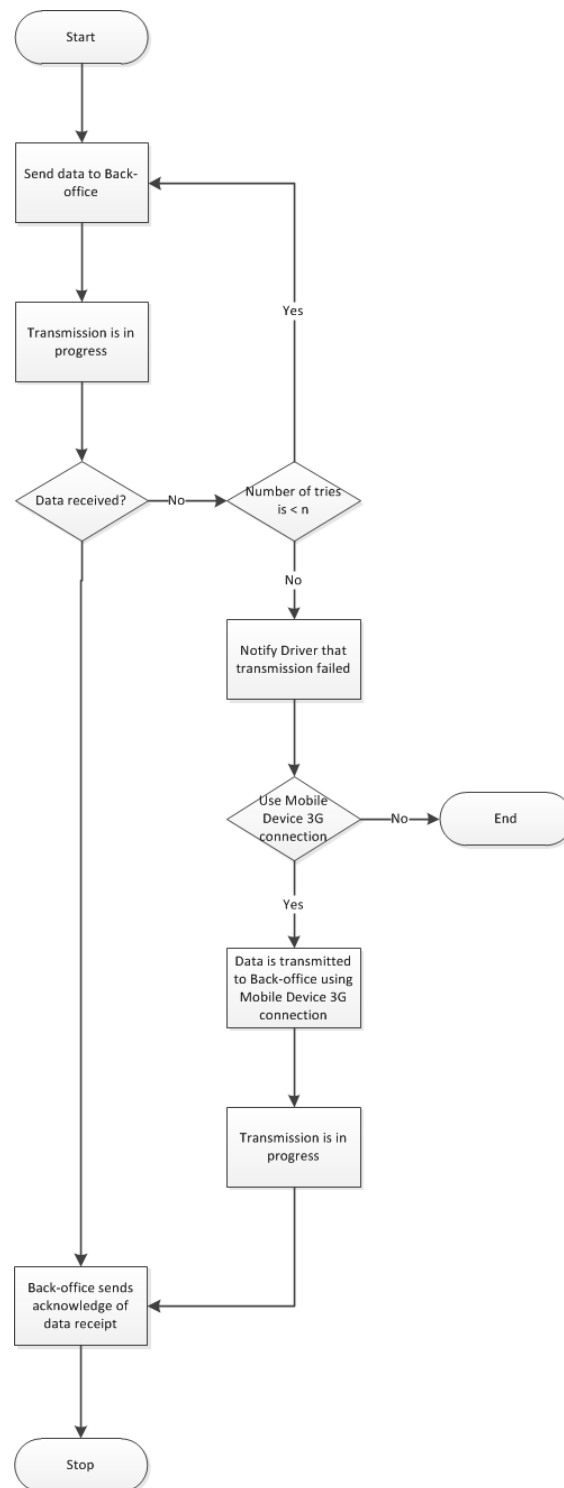 Start
Send data to Back-
office
Yes
Transmission is in
progress
Data received?
No
Number of tries
is < n
No
Notify Driver that
transmission failed
Use Mobile
Device 3G
connection
No
End
Yes
Data is transmitted
to Back-office using
Mobile Device 3G
connection
Transmission is in
progress
Back-office sends
acknowledge of
data receipt
Stop